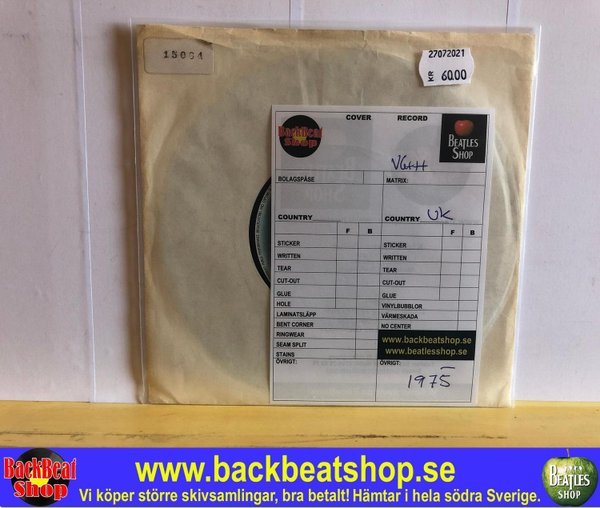 15064
27072021
KR 60.00
COVER RECORD
BackBeat Shop
BEATLES SHOP
VG++
BOLAGSPÅSE MATRIX:
COUNTRY COUNTRY UK
F B F B
STICKER STICKER
WRITTEN WRITTEN
TEAR TEAR
CUT-OUT CUT-OUT
GLUE GLUE
HOLE VINYLBUBBLOR
LAMINATSLÄPP VÄRMESKADA
BENT CORNER NO CENTER
RINGWEAR
SEAM SPLIT
STAINS
www.backbeatshop.se
www.beatlesshop.se
ÖVRIGT: ÖVRIGT:
1975
BackBeat Shop
www.backbeatshop.se
Vi köper större skivsamlingar, bra betalt! Hämtar i hela södra Sverige.
BEATLES SHOP